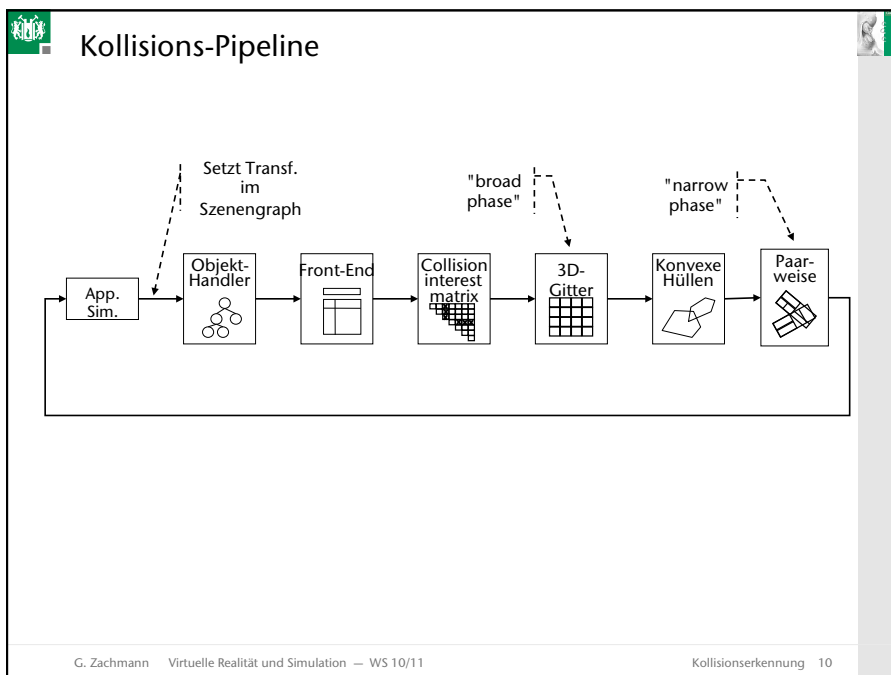 Kollisions-Pipeline
Setzt Transf.
im
Szenengraph
"broad
phase"
"narrow
phase"
App.
Sim.
Objekt-
Handler
Front-End
Collision
interest
matrix
3D-
Gitter
Konvexe
Hüllen
Paar-
weise
G. Zachmann Virtuelle Realität und Simulation — WS 10/11
Kollisionserkennung 10